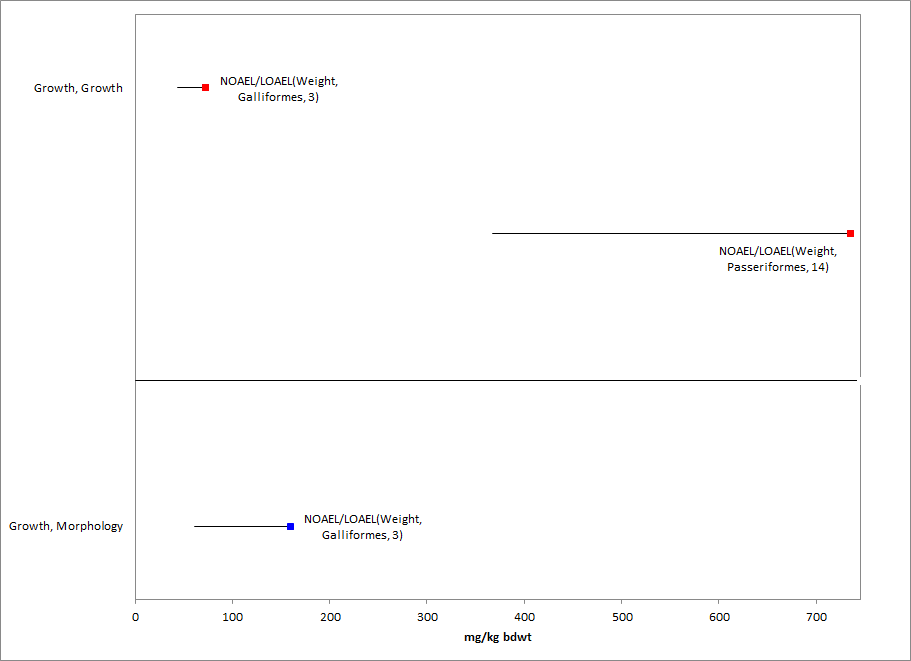 Growth, Growth
NOAEL/LOAEL(Weight,
Galliformes, 3)
NOAEL/LOAEL(Weight,
Passeriformes, 14)
Growth, Morphology
NOAEL/LOAEL(Weight,
Galliformes, 3)
0 100 200 300 400 500 600 700
mg/kg bdwt